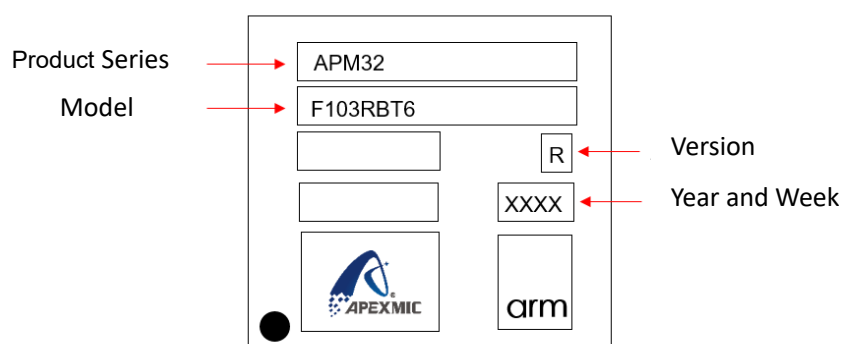 Product Series APM32
Model F103RBT6
R Version
XXXX Year and Week
APEXMIC arm